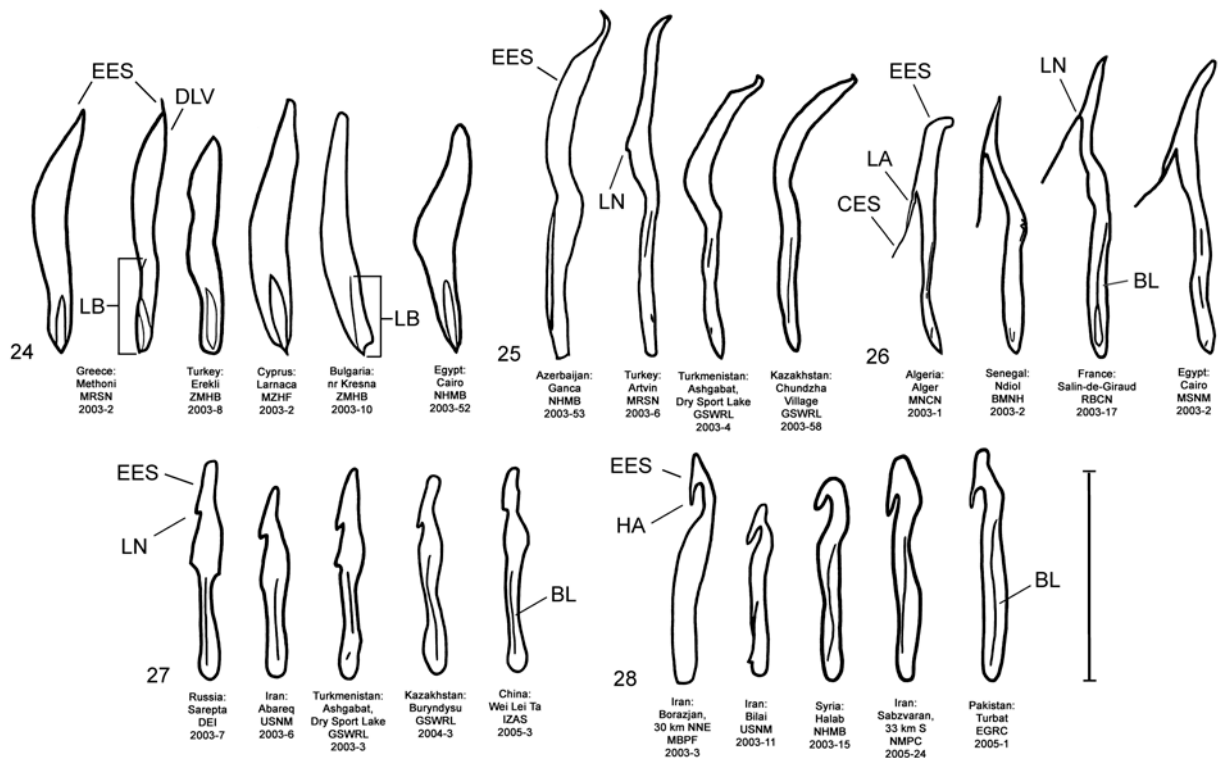 EES
DLV
LB
LB
24
Greece:
Methoni
MRSN
2003-2
Turkey:
Erekli
ZMHB
2003-8
Cyprus:
Larnaca
MZHF
2003-2
Bulgaria:
nr Kresna
ZMHB
2003-10
Egypt:
Cairo
NHMB
2003-52
EES
LN
25
Azerbaijan:
Ganca
NHMB
2003-53
Turkey:
Artvin
MRSN
2003-6
Turkmenistan:
Ashgabat,
Dry Sport Lake
GSWRL
2003-4
Kazakhstan:
Chundzha
Village
GSWRL
2003-58
EES
LA
CES
LN
BL
26
Algeria:
Alger
MNCN
2003-1
Senegal:
Ndiol
BMNH
2003-2
France:
Salin-de-Giraud
RBCN
2003-17
Egypt:
Cairo
MSNM
2003-2
EES
LN
BL
27
Russia:
Sarepta
DEI
2003-7
Iran:
Abareq
USNM
2003-6
Turkmenistan:
Ashgabat,
Dry Sport Lake
GSWRL
2003-3
Kazakhstan:
Buryndysu
GSWRL
2004-3
China:
Wei Lei Ta
IZAS
2005-3
EES
HA
BL
28
Iran:
Borazjan,
30 km NNE
MBPF
2003-3
Iran:
Bilai
USNM
2003-11
Syria:
Halab
NHMB
2003-15
Iran:
Sabzvaran,
33 km S
NMPC
2005-24
Pakistan:
Turbat
EGRC
2005-1